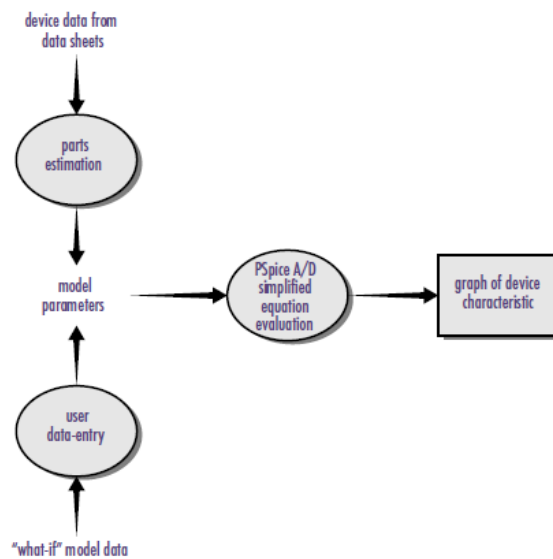 device data from
data sheets
parts
estimation
model
parameters
PSpice A/D
simplified
equation
evaluation
graph of device
characteristic
user
data-entry
“what-if” model data